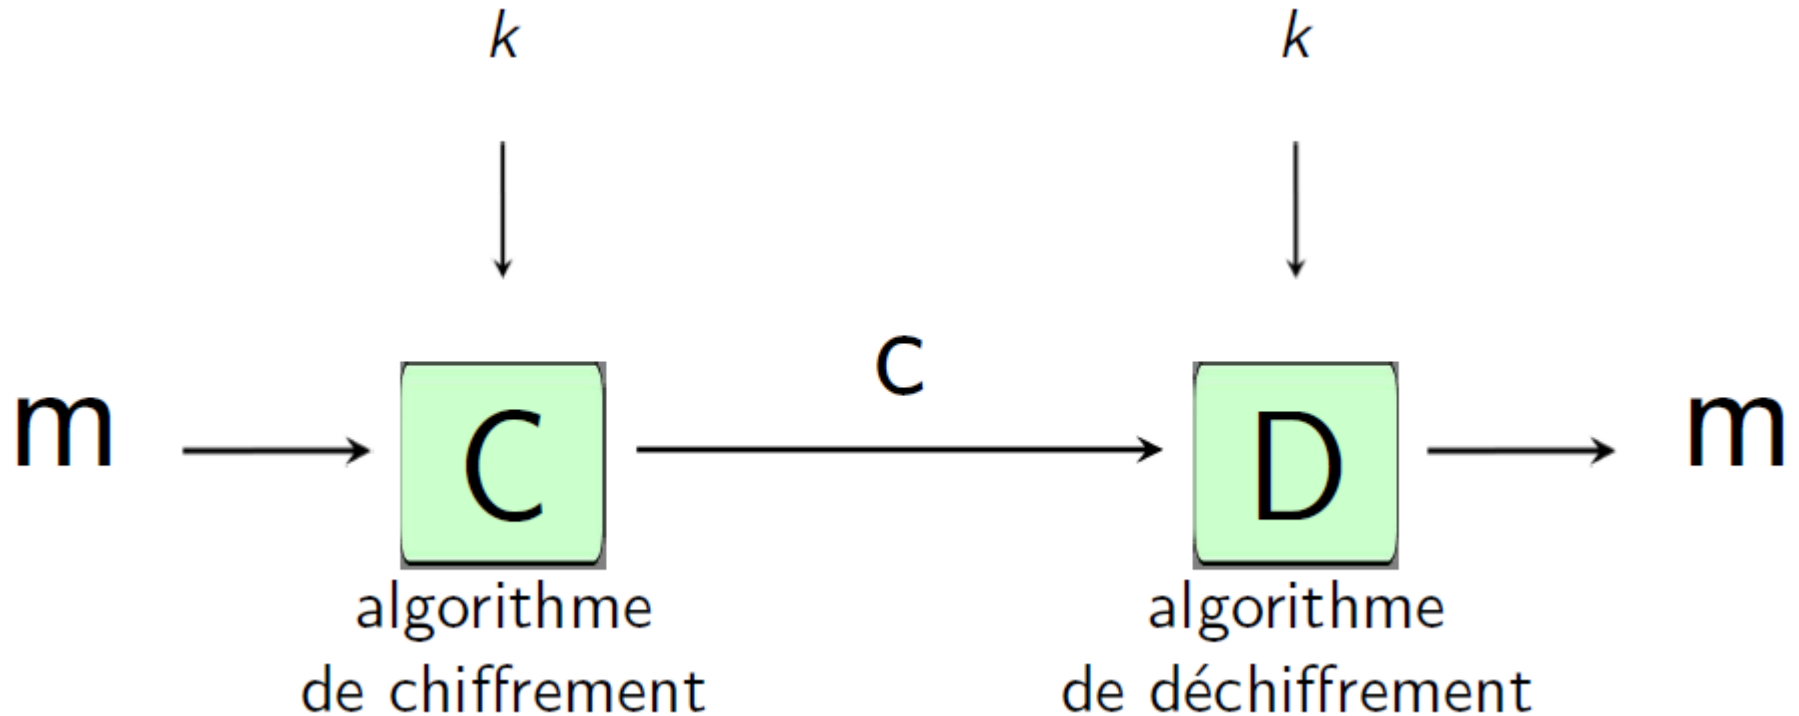 k
k
c
m
C
D
m
algorithme
de chiffrement
algorithme
de déchiffrement